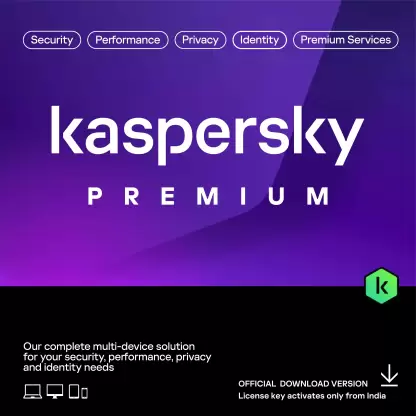 Security Performance Privacy Identity Premium Services
kaspersky
PREMIUM
k
Our complete multi-device solution
for your security, performance, privacy
and identity needs
OFFICIAL DOWNLOAD VERSION
License key activates only from India